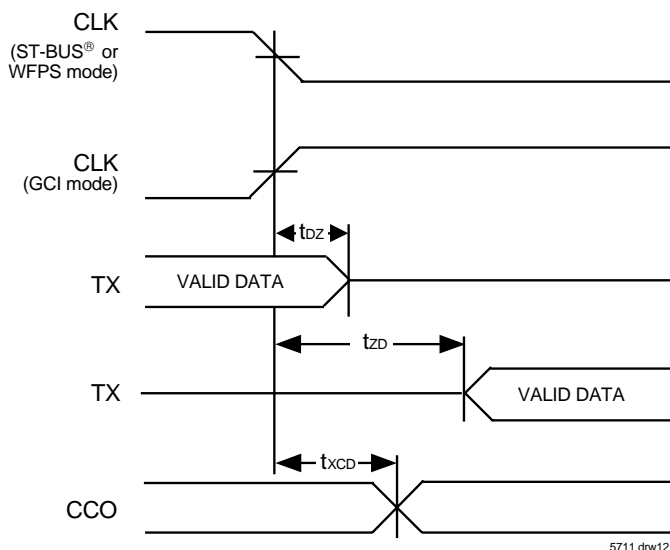 CLK
(ST-BUS® or
WFPS mode)
CLK
(GCI mode)
tDZ
TX
VALID DATA
tZD
TX
VALID DATA
tXCD
CCO
5711 drw12